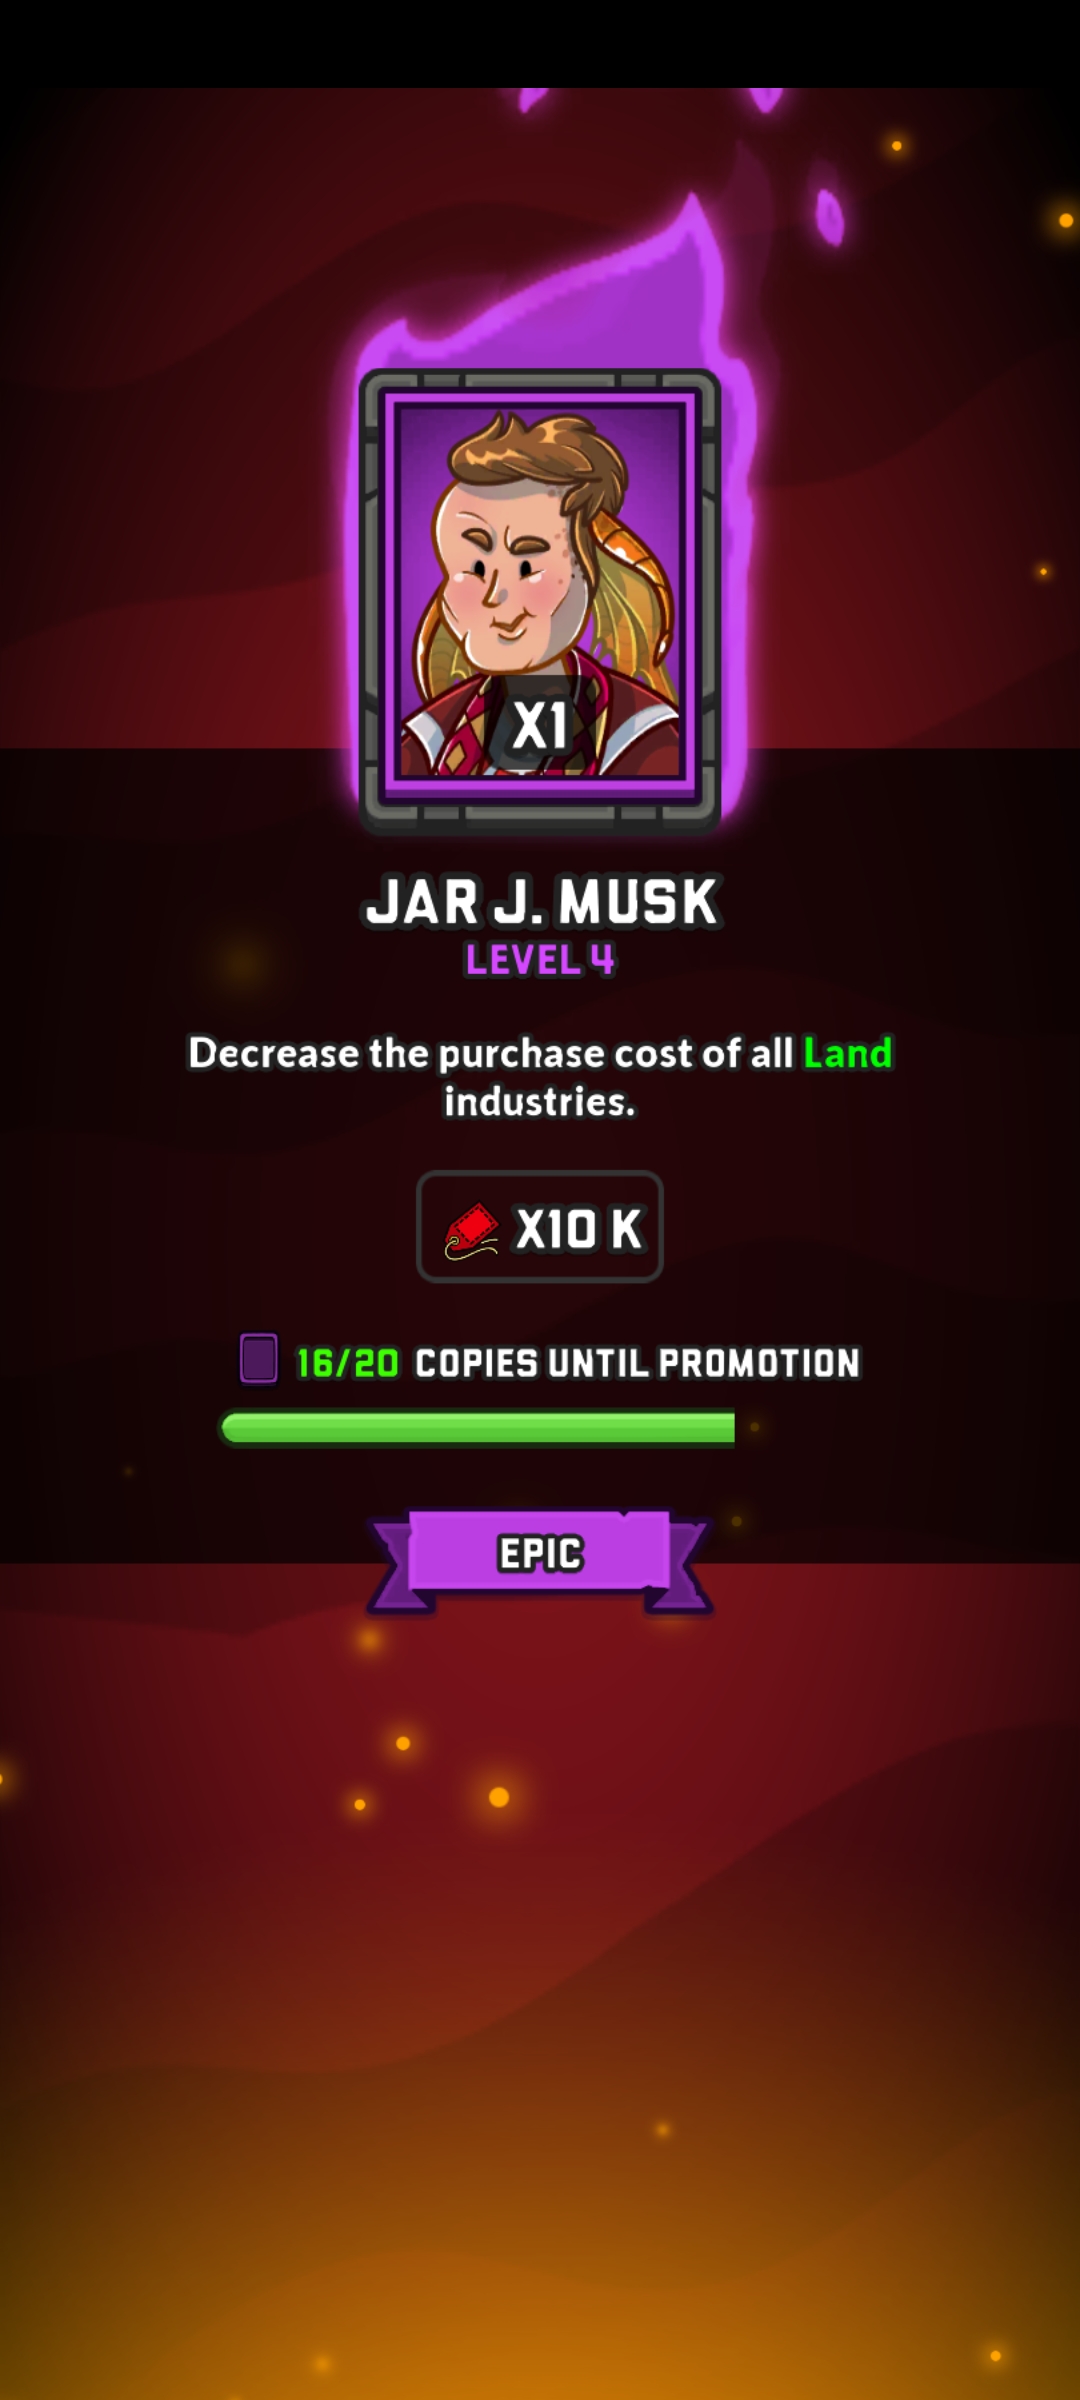 X1
JAR J. MUSK
LEVEL 4
Decrease the purchase cost of all Land
industries.
X10 K
16/20 COPIES UNTIL PROMOTION
EPIC